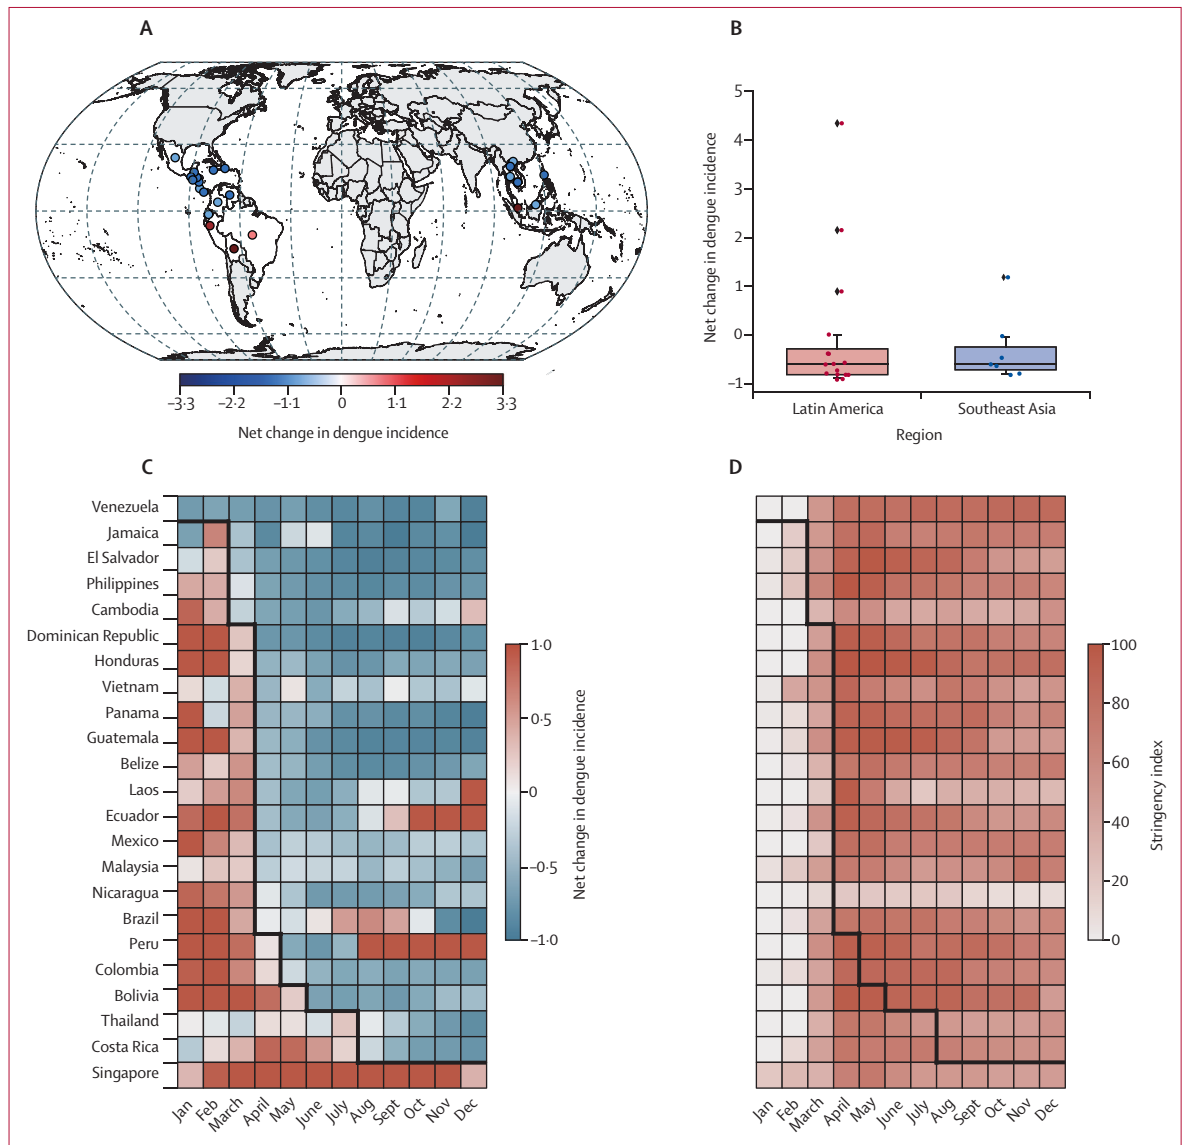 A
B
−3·3
−2·2
−1·1
0
1·1
2·2
3·3
Net change in dengue incidence
5
4
3
2
1
0
−1
Net change in dengue incidence
Latin America
Southeast Asia
Region
C
D
Venezuela
Jamaica
El Salvador
Philippines
Cambodia
Dominican Republic
Honduras
Vietnam
Panama
Guatemala
Belize
Laos
Ecuador
Mexico
Malaysia
Nicaragua
Brazil
Peru
Colombia
Bolivia
Thailand
Costa Rica
Singapore
Jan
Feb
March
April
May
June
July
Aug
Sept
Oct
Nov
Dec
1·0
0·5
0
−0·5
−1·0
Net change in dengue incidence
Jan
Feb
March
April
May
June
July
Aug
Sept
Oct
Nov
Dec
100
80
60
40
20
0
Stringency index